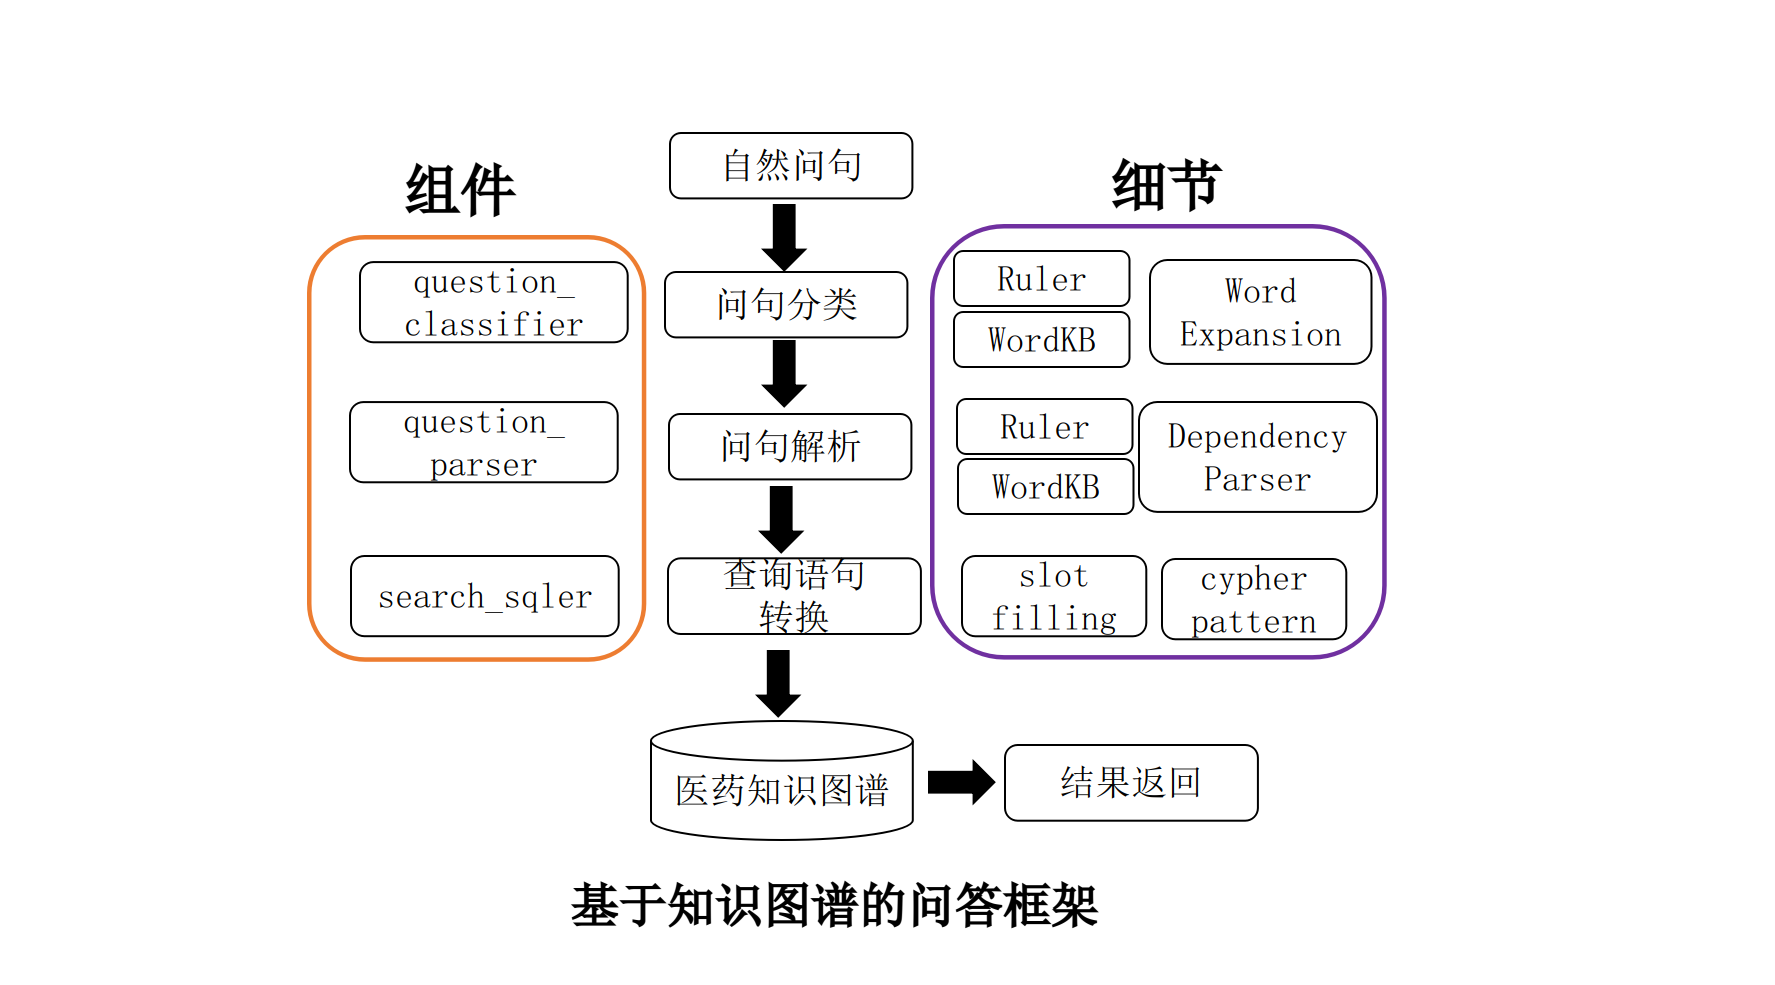 组件
自然问句
细节
question_
classifier
问句分类
Ruler
WordKB
Word
Expansion
question_
parser
问句解析
Ruler
WordKB
Dependency
Parser
search_sqler
查询语句
转换
slot
filling
cypher
pattern
医药知识图谱
结果返回
基于知识图谱的问答框架